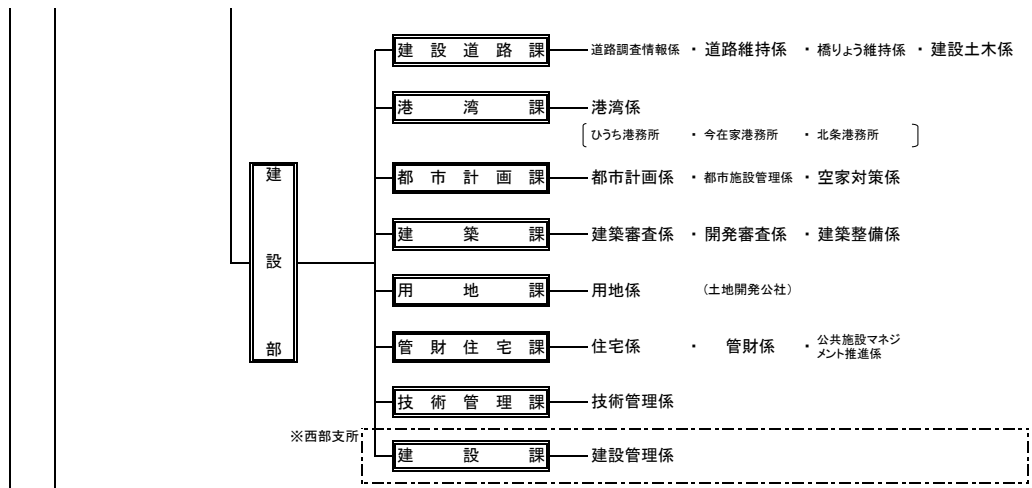 建設道路課 道路調査情報係 ・ 道路維持係 ・ 橋りょう維持係 ・ 建設土木係
港湾課 港湾係
〔ひうち港務所 ・ 今在家港務所 ・ 北条港務所〕
建設部
都市計画課 都市計画係 ・ 都市施設管理係 ・ 空家対策係
建築課 建築審査係 ・ 開発審査係 ・ 建築整備係
用地課 用地係 (土地開発公社)
管財住宅課 住宅係 ・ 管財係 ・ 公共施設マネジ
メント推進係
技術管理課 技術管理係
※西部支所
建設課 建設管理係